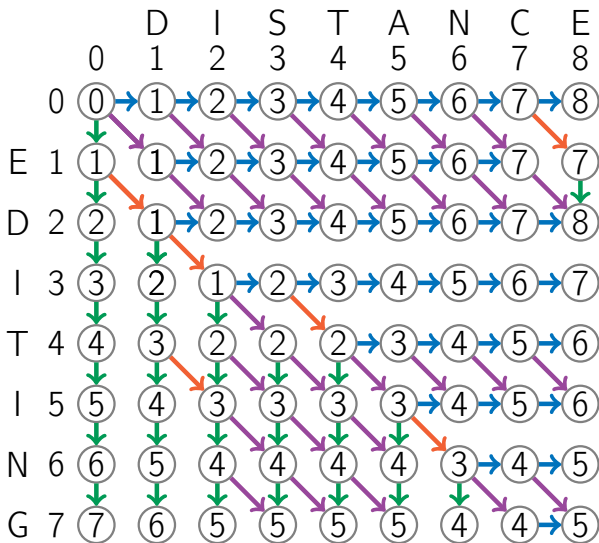 D I S T A N C E
0 1 2 3 4 5 6 7 8
0 0 1 2 3 4 5 6 7 8
E 1 1 1 2 3 4 5 6 7 7
D 2 2 1 2 3 4 5 6 7 8
I 3 3 2 1 2 3 4 5 6 7
T 4 4 3 2 2 2 3 4 5 6
I 5 5 4 3 3 3 3 4 5 6
N 6 6 5 4 4 4 4 3 4 5
G 7 7 6 5 5 5 5 4 4 5